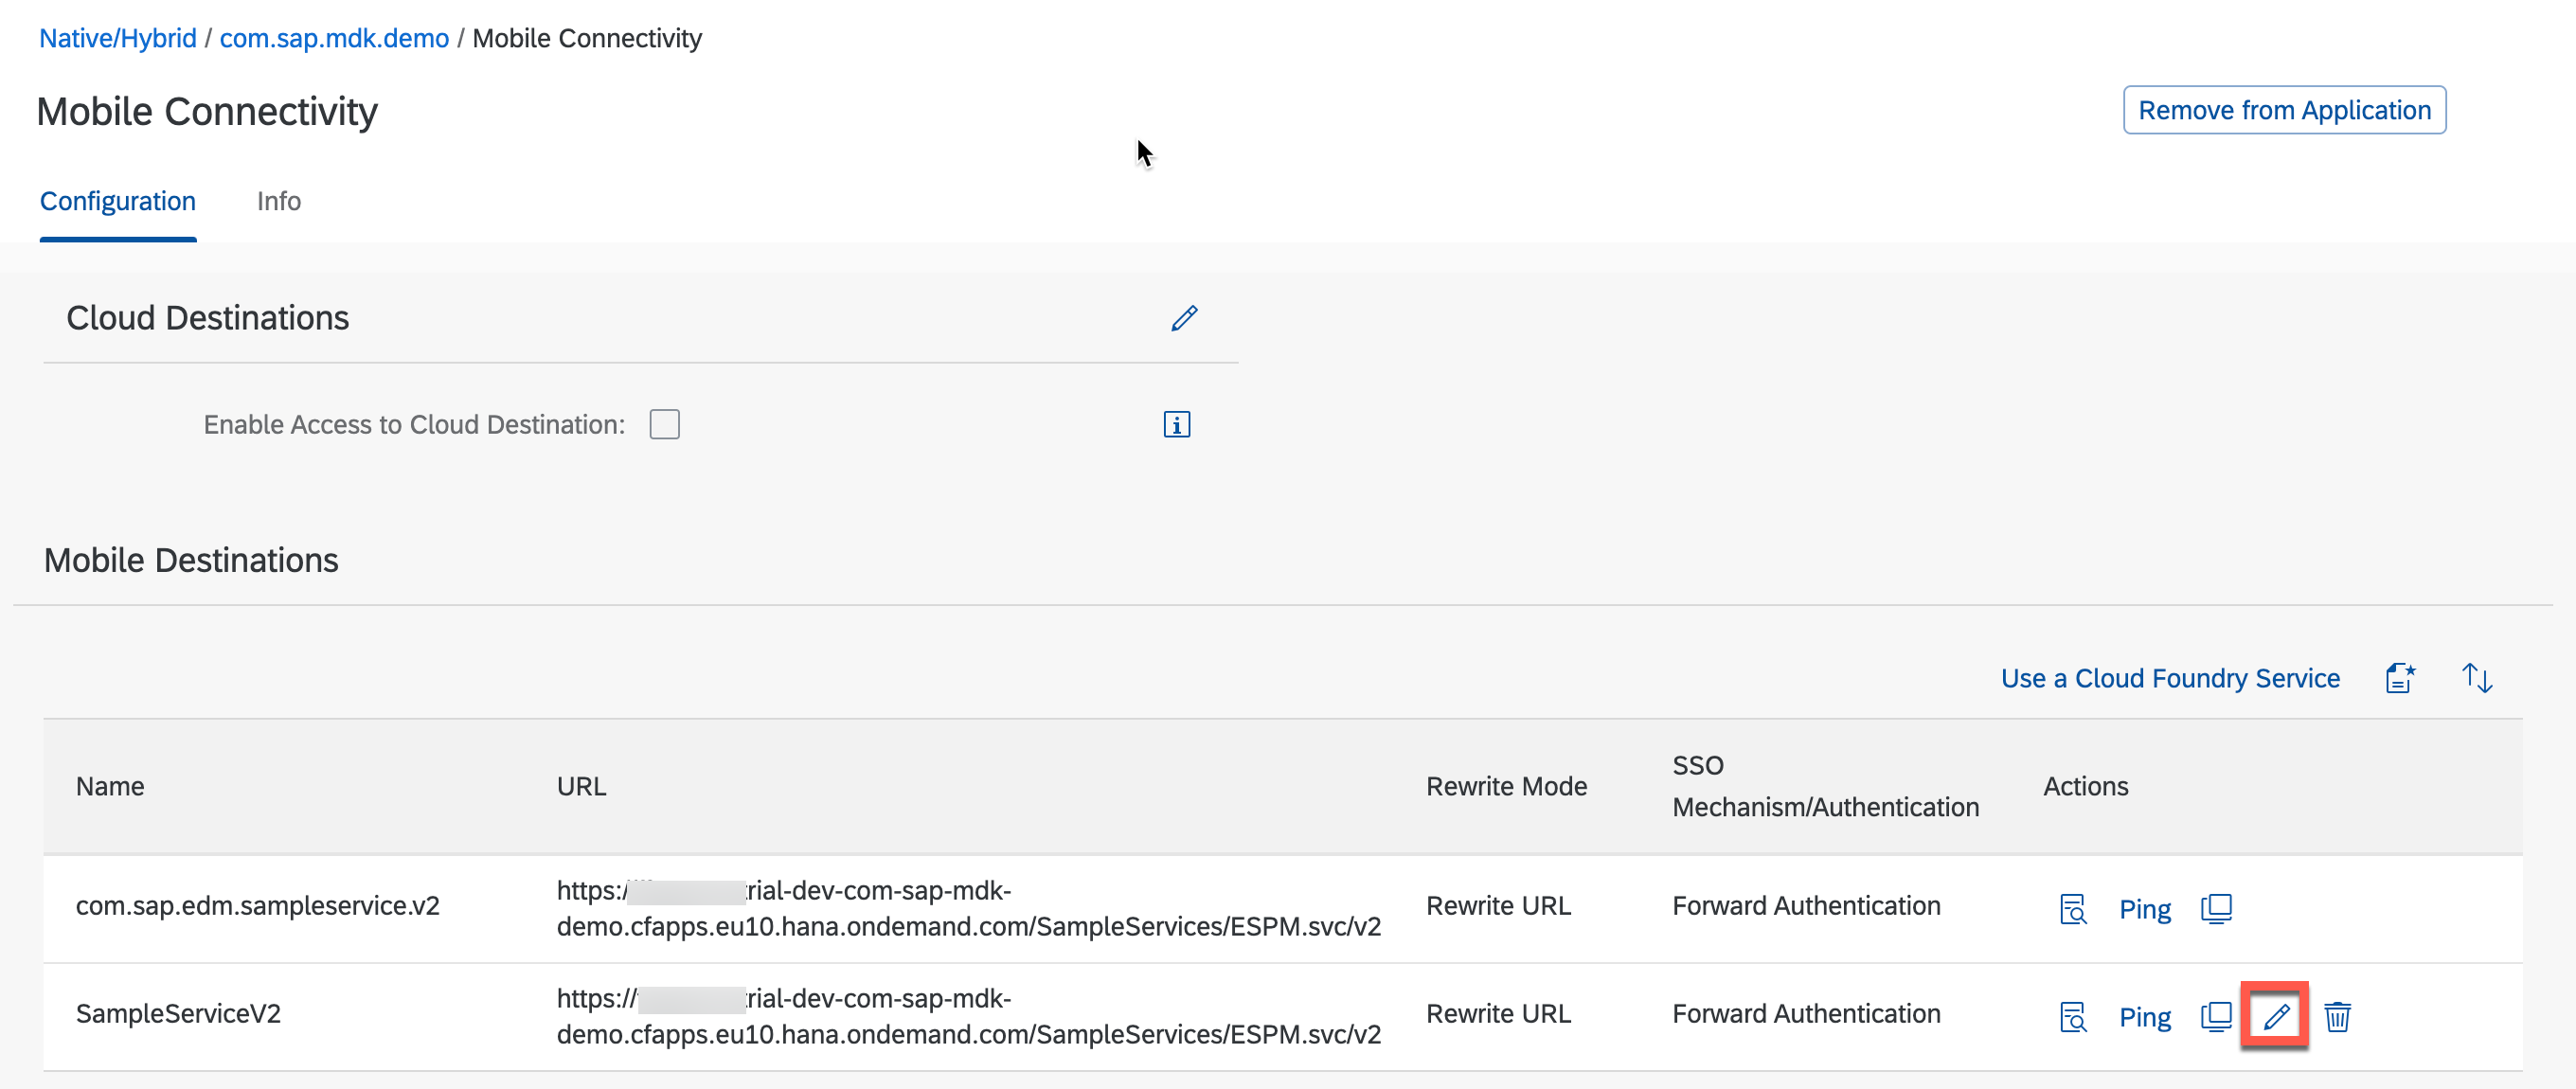 Native/Hybrid / com.sap.mdk.demo / Mobile Connectivity
Mobile Connectivity
Remove from Application
Configuration Info
Cloud Destinations
Enable Access to Cloud Destination:
Mobile Destinations
Use a Cloud Foundry Service
Name URL Rewrite Mode SSO Mechanism/Authentication Actions
com.sap.edm.sampleservice.v2
https:/ rial-dev-com-sap-mdk-
demo.cfapps.eu10.hana.ondemand.com/SampleServices/ESPM.svc/v2
Rewrite URL Forward Authentication Ping
SampleServiceV2
https:// rial-dev-com-sap-mdk-
demo.cfapps.eu10.hana.ondemand.com/SampleServices/ESPM.svc/v2
Rewrite URL Forward Authentication Ping